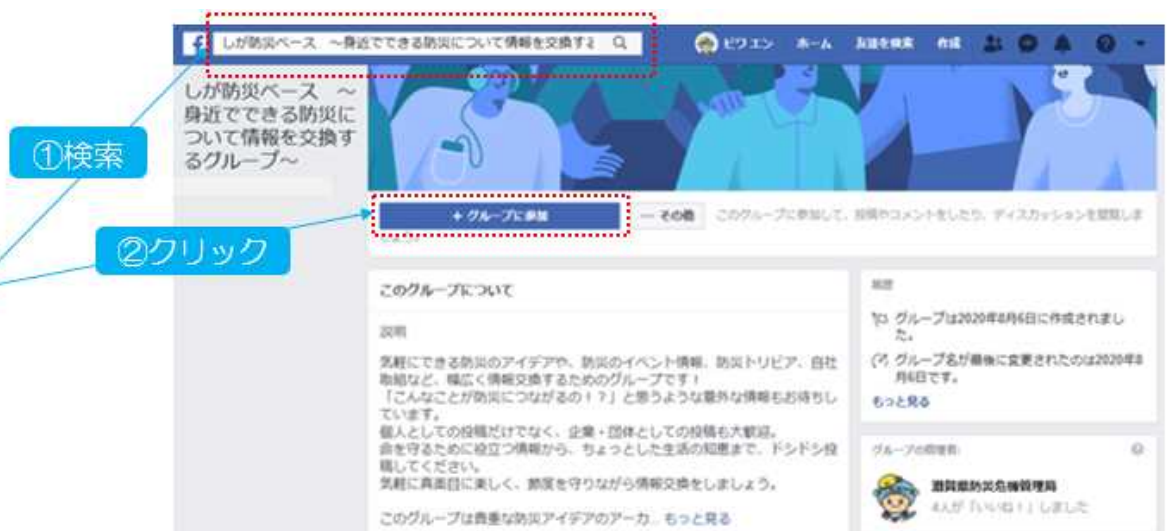 しが防災ベース ～身近でできる防災について情報を交換する
ビワ エン ホーム 友達を検索 作成
しが防災ベース ～
身近でできる防災に
ついて情報を交換す
るグループ～
①検索
+ グループに参加
その他
このグループに参加して、投稿やコメントをしたり、ディスカッションを閲覧しま
しょう。
②クリック
このグループについて
説明
気軽にできる防災のアイデアや、防災のイベント情報、防災トリビア、自社
取組など、幅広く情報交換するためのグループです！
「こんなことが防災につながるの！？」と思うような意外な情報もお待ちし
ています。
個人としての投稿だけでなく、企業・団体としての投稿も大歓迎。
命を守るために役立つ情報から、ちょっとした生活の知恵まで、ドシドシ投
稿してください。
気軽に真面目に楽しく、節度を守りながら情報交換をしましょう。
このグループは貴重な防災アイデアのアーカ... もっと見る
履歴
グループは2020年8月6日に作成されまし
た。
グループ名が最後に変更されたのは2020年8
月6日です。
もっと見る
グループの管理者:
滋賀県防災危機管理局
4人が「いいね！」しました